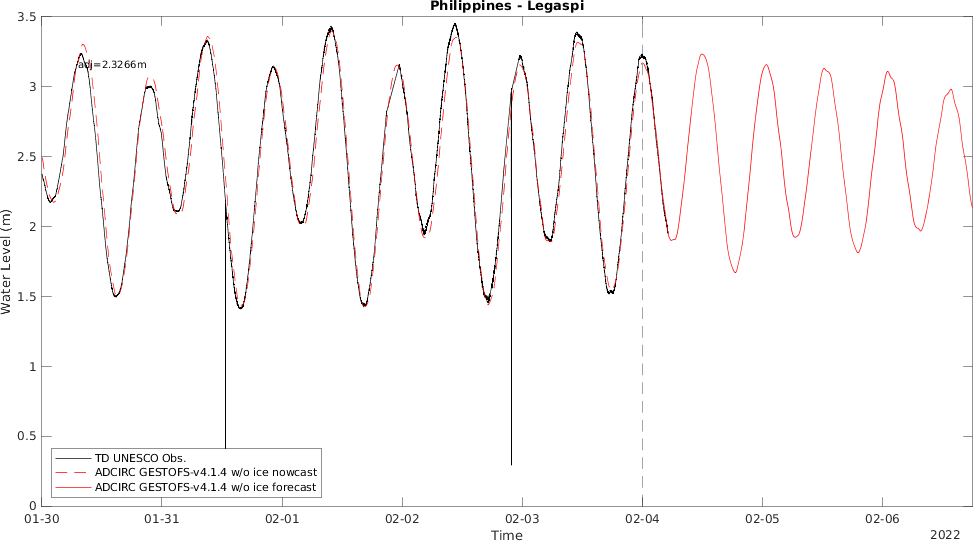 Philippines - Legaspi
3.5
3
2.5
2
1.5
1
0.5
0
Water Level (m)
adj=2.3266m
TD UNESCO Obs.
ADCIRC GESTOFS-v4.1.4 w/o ice nowcast
ADCIRC GESTOFS-v4.1.4 w/o ice forecast
01-30 01-31 02-01 02-02 02-03 02-04 02-05 02-06
Time
2022